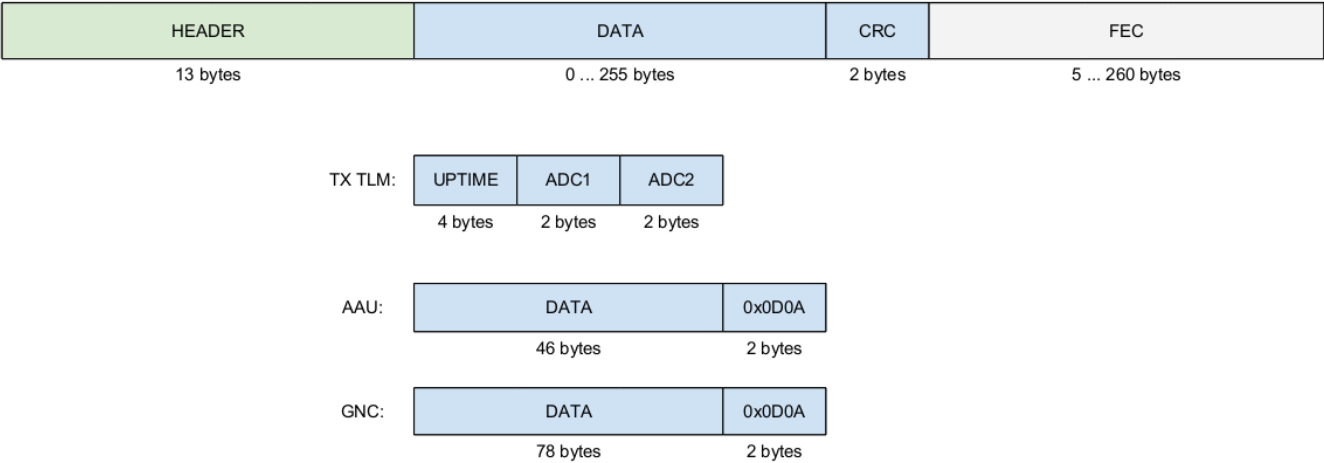 HEADER DATA CRC FEC
13 bytes 0 ... 255 bytes 2 bytes 5 ... 260 bytes
TX TLM: UPTIME ADC1 ADC2
4 bytes 2 bytes 2 bytes
AAU: DATA 0x0D0A
46 bytes 2 bytes
GNC: DATA 0x0D0A
78 bytes 2 bytes